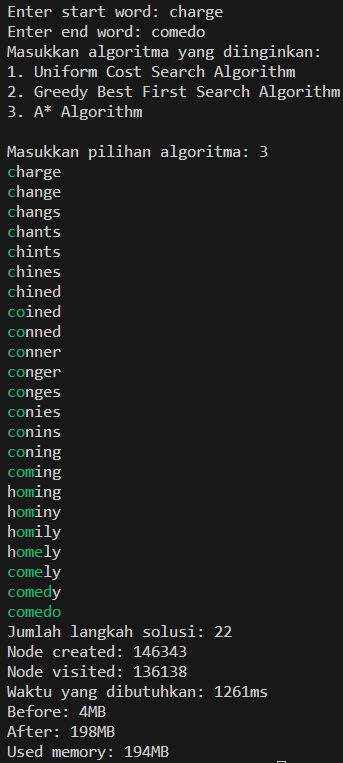 Enter start word: charge
Enter end word: comedo
Masukkan algoritma yang diinginkan:
1. Uniform Cost Search Algorithm
2. Greedy Best First Search Algorithm
3. A* Algorithm
Masukkan pilihan algoritma: 3
charge
change
changs
chants
chints
chines
chined
coined
conned
conner
conger
conges
conies
conins
coning
coming
homing
hominy
homily
homely
comely
comedy
comedo
Jumlah langkah solusi: 22
Node created: 146343
Node visited: 136138
Waktu yang dibutuhkan: 1261ms
Before: 4MB
After: 198MB
Used memory: 194MB